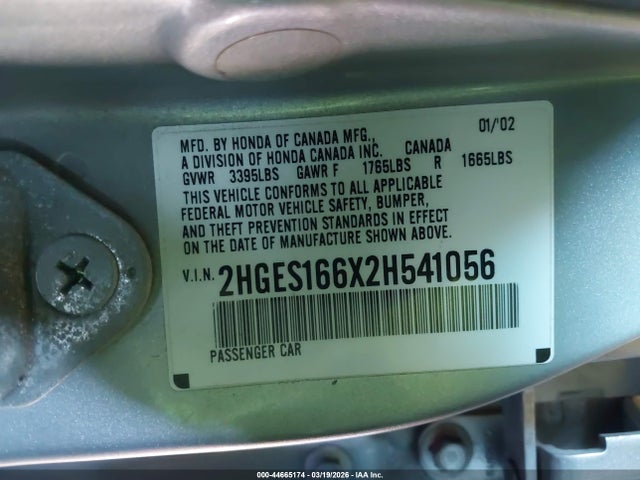 MFD. BY HONDA OF CANADA MFG., 01/'02
A DIVISION OF HONDA CANADA INC. CANADA
GVWR 3395LBS GAWR F 1765LBS R 1665LBS
THIS VEHICLE CONFORMS TO ALL APPLICABLE
FEDERAL MOTOR VEHICLE SAFETY, BUMPER,
AND THEFT PREVENTION STANDARDS IN EFFECT
ON THE DATE OF MANUFACTURE SHOWN ABOVE.
V.I.N. 2HGES166X2H541056
PASSENGER CAR
000-44665174 - 03/19/2026 - IAA Inc.